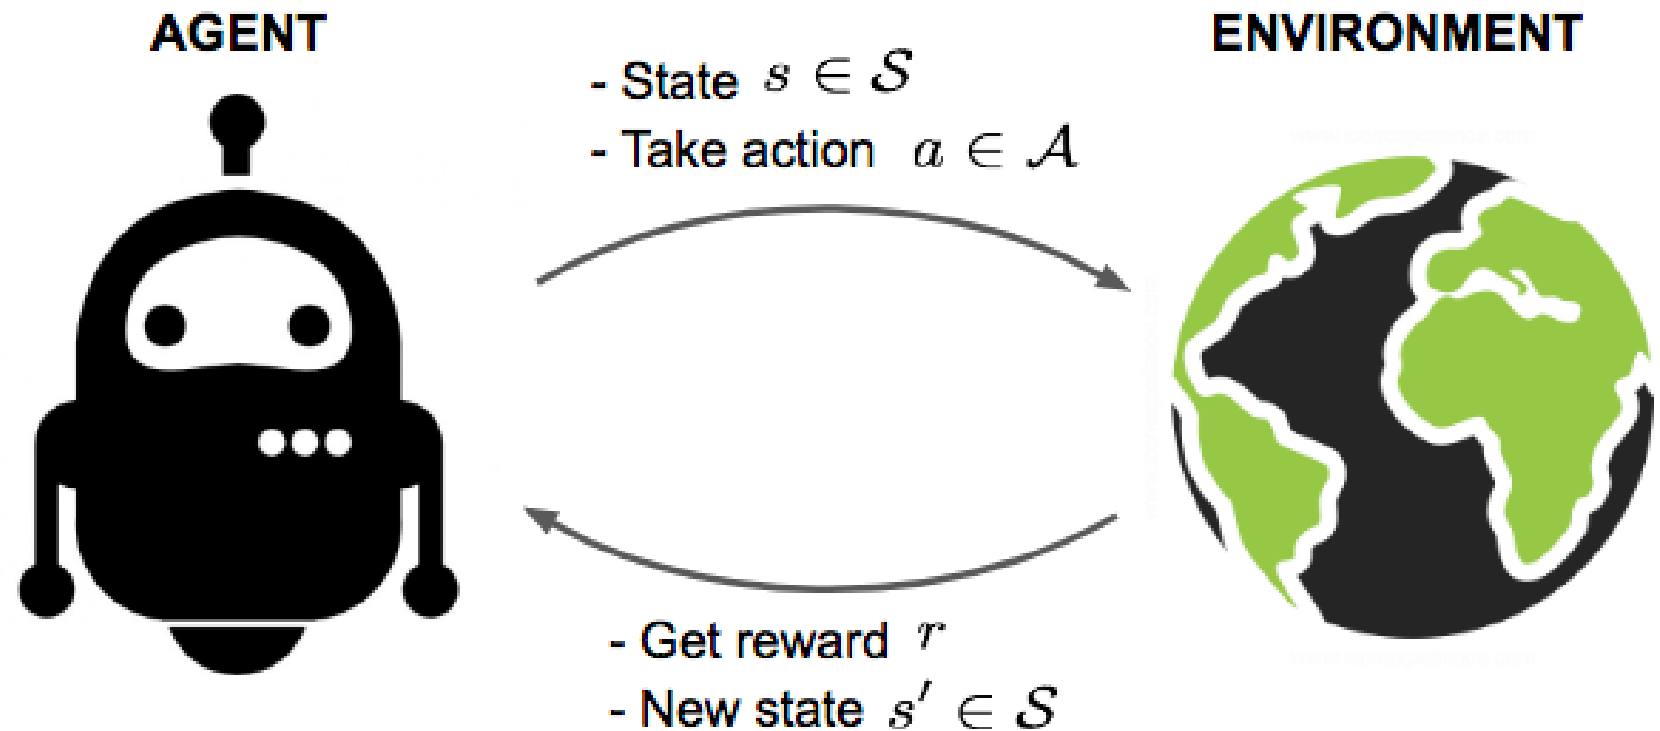 AGENT
ENVIRONMENT
- State s ∈ 𝒮
- Take action a ∈ 𝒜
- Get reward r
- New state s′ ∈ 𝒮